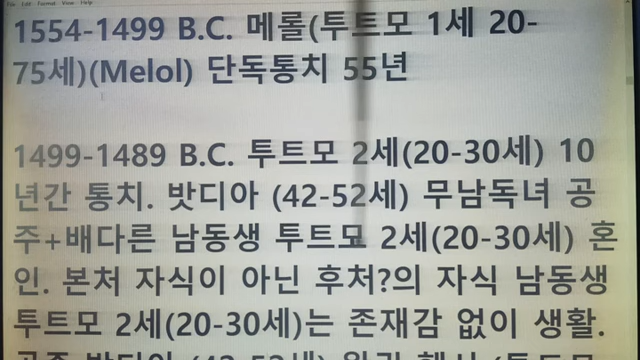 File Edit Format View Help
1554-1499 B.C. 메롤(투트모 1세 20-
75세)(Melol) 단독통치 55년
1499-1489 B.C. 투트모 2세(20-30세) 10
년간 통치. 밧디아 (42-52세) 무남독녀 공
주+배다른 남동생 투트모 2세(20-30세) 혼
인. 본처 자식이 아닌 후처?의 자식 남동생
투트모 2세(20-30세)는 존재감 없이 생활.